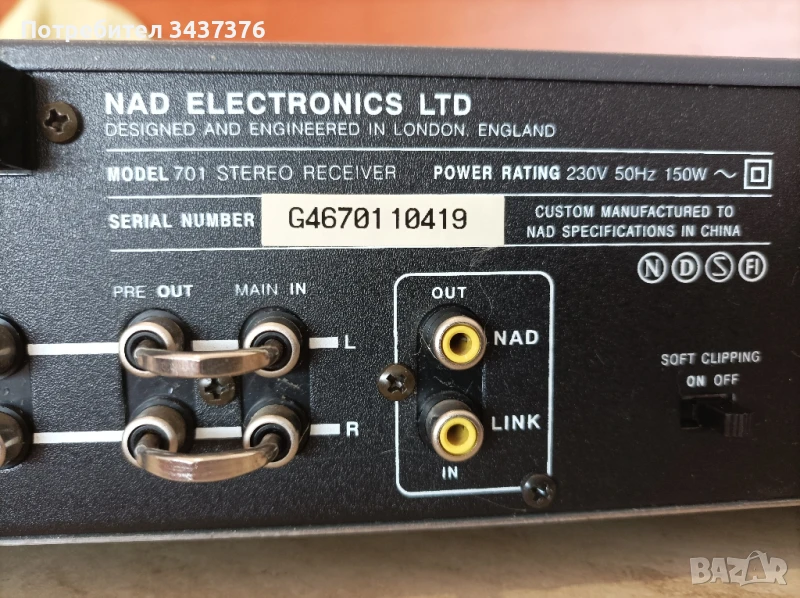 Потребител 3437376
NAD ELECTRONICS LTD
DESIGNED AND ENGINEERED IN LONDON, ENGLAND
MODEL 701 STEREO RECEIVER POWER RATING 230V 50Hz 150W ~
SERIAL NUMBER G46701 10419 CUSTOM MANUFACTURED TO
NAD SPECIFICATIONS IN CHINA
N D S FI
PRE OUT MAIN IN OUT
L NAD
SOFT CLIPPING
ON OFF
R LINK
IN
BAZAR